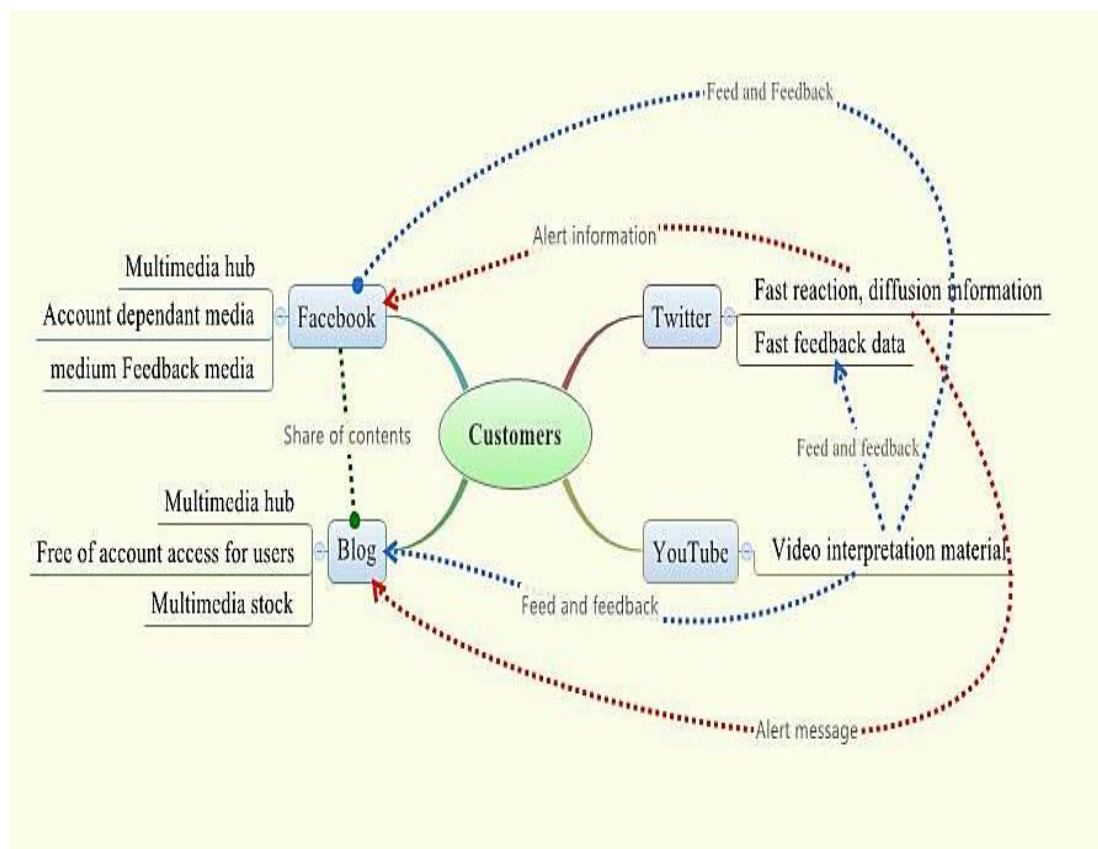 Feed and Feedback
Alert information
Multimedia hub
Account dependant media
medium Feedback media
Facebook
Twitter
Fast reaction, diffusion information
Fast feedback data
Share of contents
Customers
Feed and feedback
Multimedia hub
Free of account access for users
Multimedia stock
Blog
YouTube
Video interpretation material
Feed and feedback
Alert message